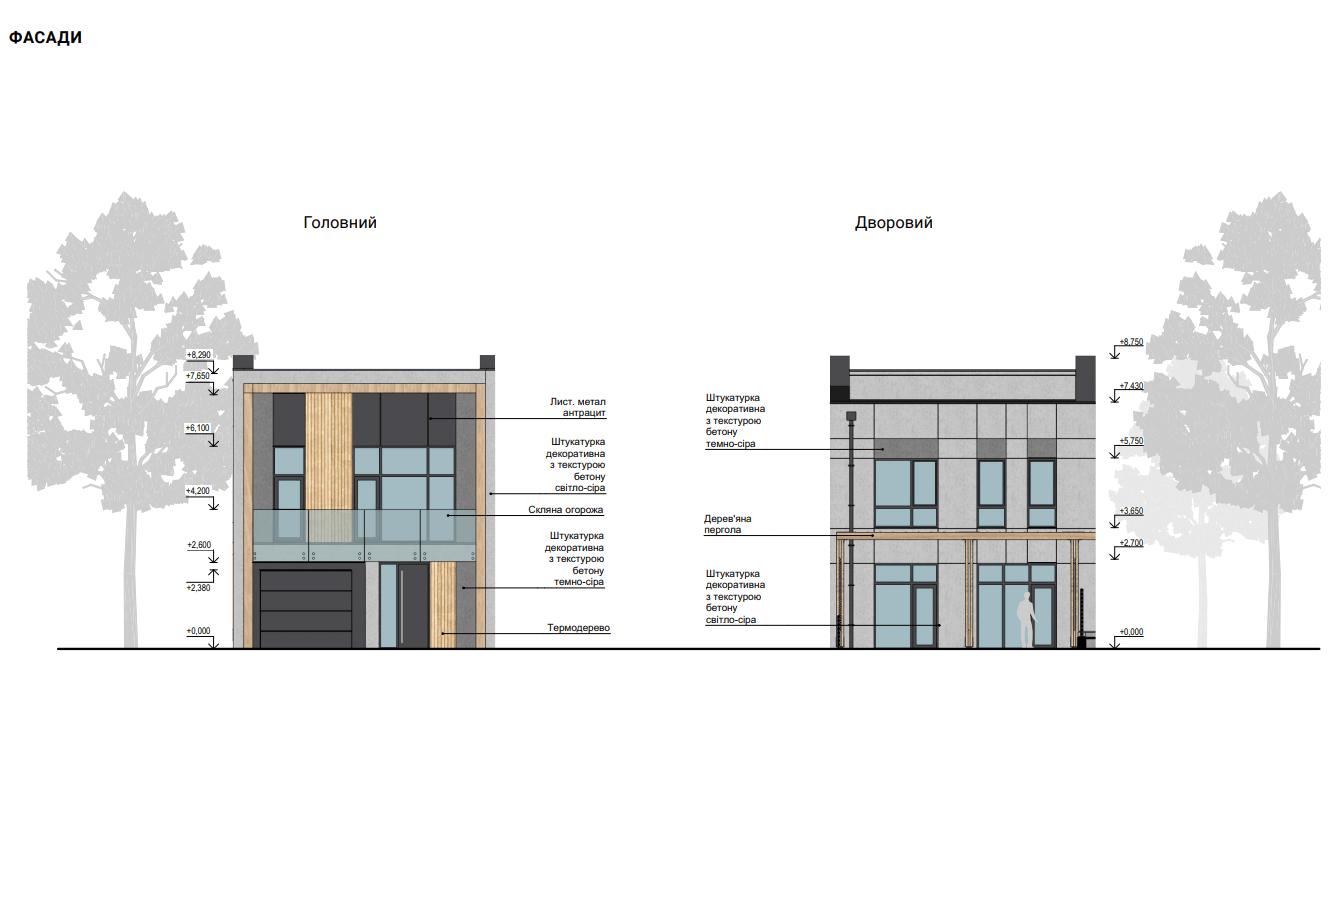 ФАСАДИ
Головний
Дворовий
+8,290
+7,650
+6,100
+4,200
+2,600
+2,380
+0,000
Лист. метал
антрацит
Штукатурка
декоративна
з текстурою
бетону
світло-сіра
Скляна огорожа
Штукатурка
декоративна
з текстурою
бетону
темно-сіра
Термодерево
Штукатурка
декоративна
з текстурою
бетону
темно-сіра
Дерев'яна
пергола
Штукатурка
декоративна
з текстурою
бетону
світло-сіра
+8,750
+7,430
+5,750
+3,650
+2,700
+0,000